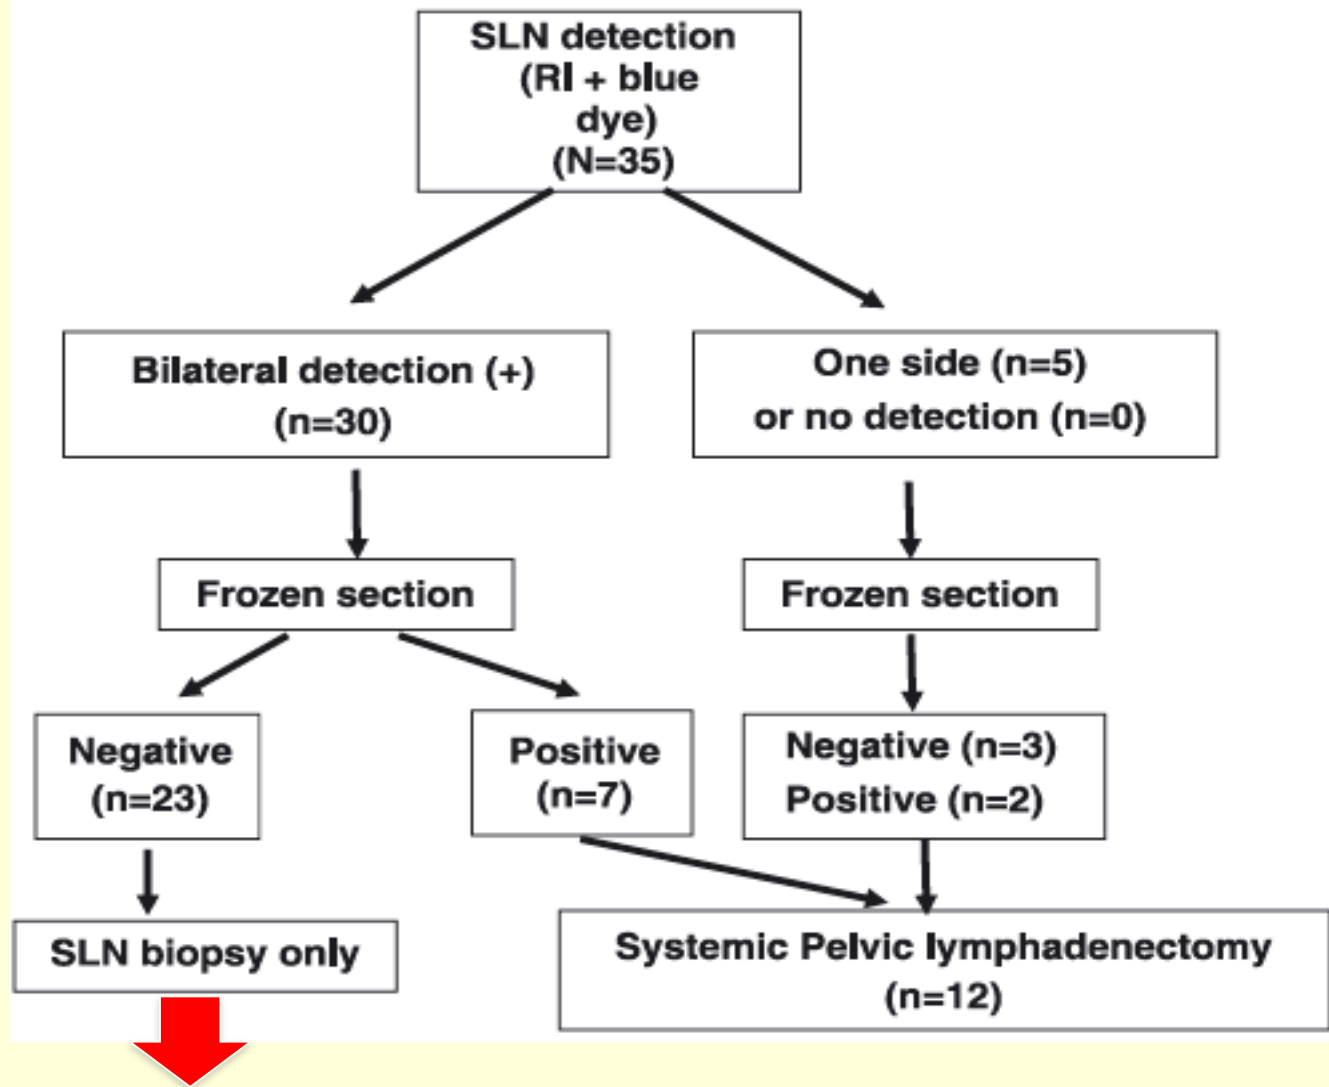 SLN detection
(RI + blue
dye)
(N=35)
Bilateral detection (+)
(n=30)
One side (n=5)
or no detection (n=0)
Frozen section
Frozen section
Negative
(n=23)
Positive
(n=7)
Negative (n=3)
Positive (n=2)
SLN biopsy only
Systemic Pelvic lymphadenectomy
(n=12)